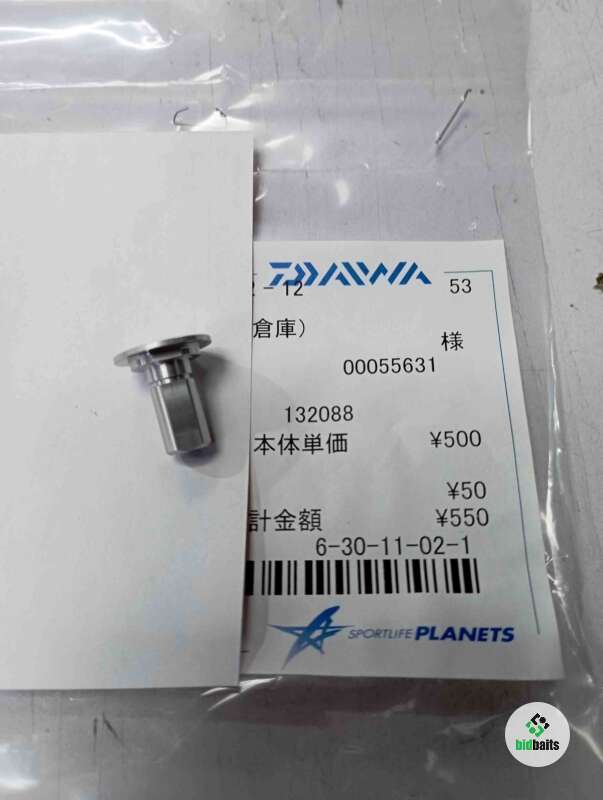 DAIWA
- 12 53
倉庫)
様
00055631
132088
本体単価 ¥500
¥50
計金額 ¥550
6-30-11-02-1
SPORTLIFE PLANETS
bidbaits